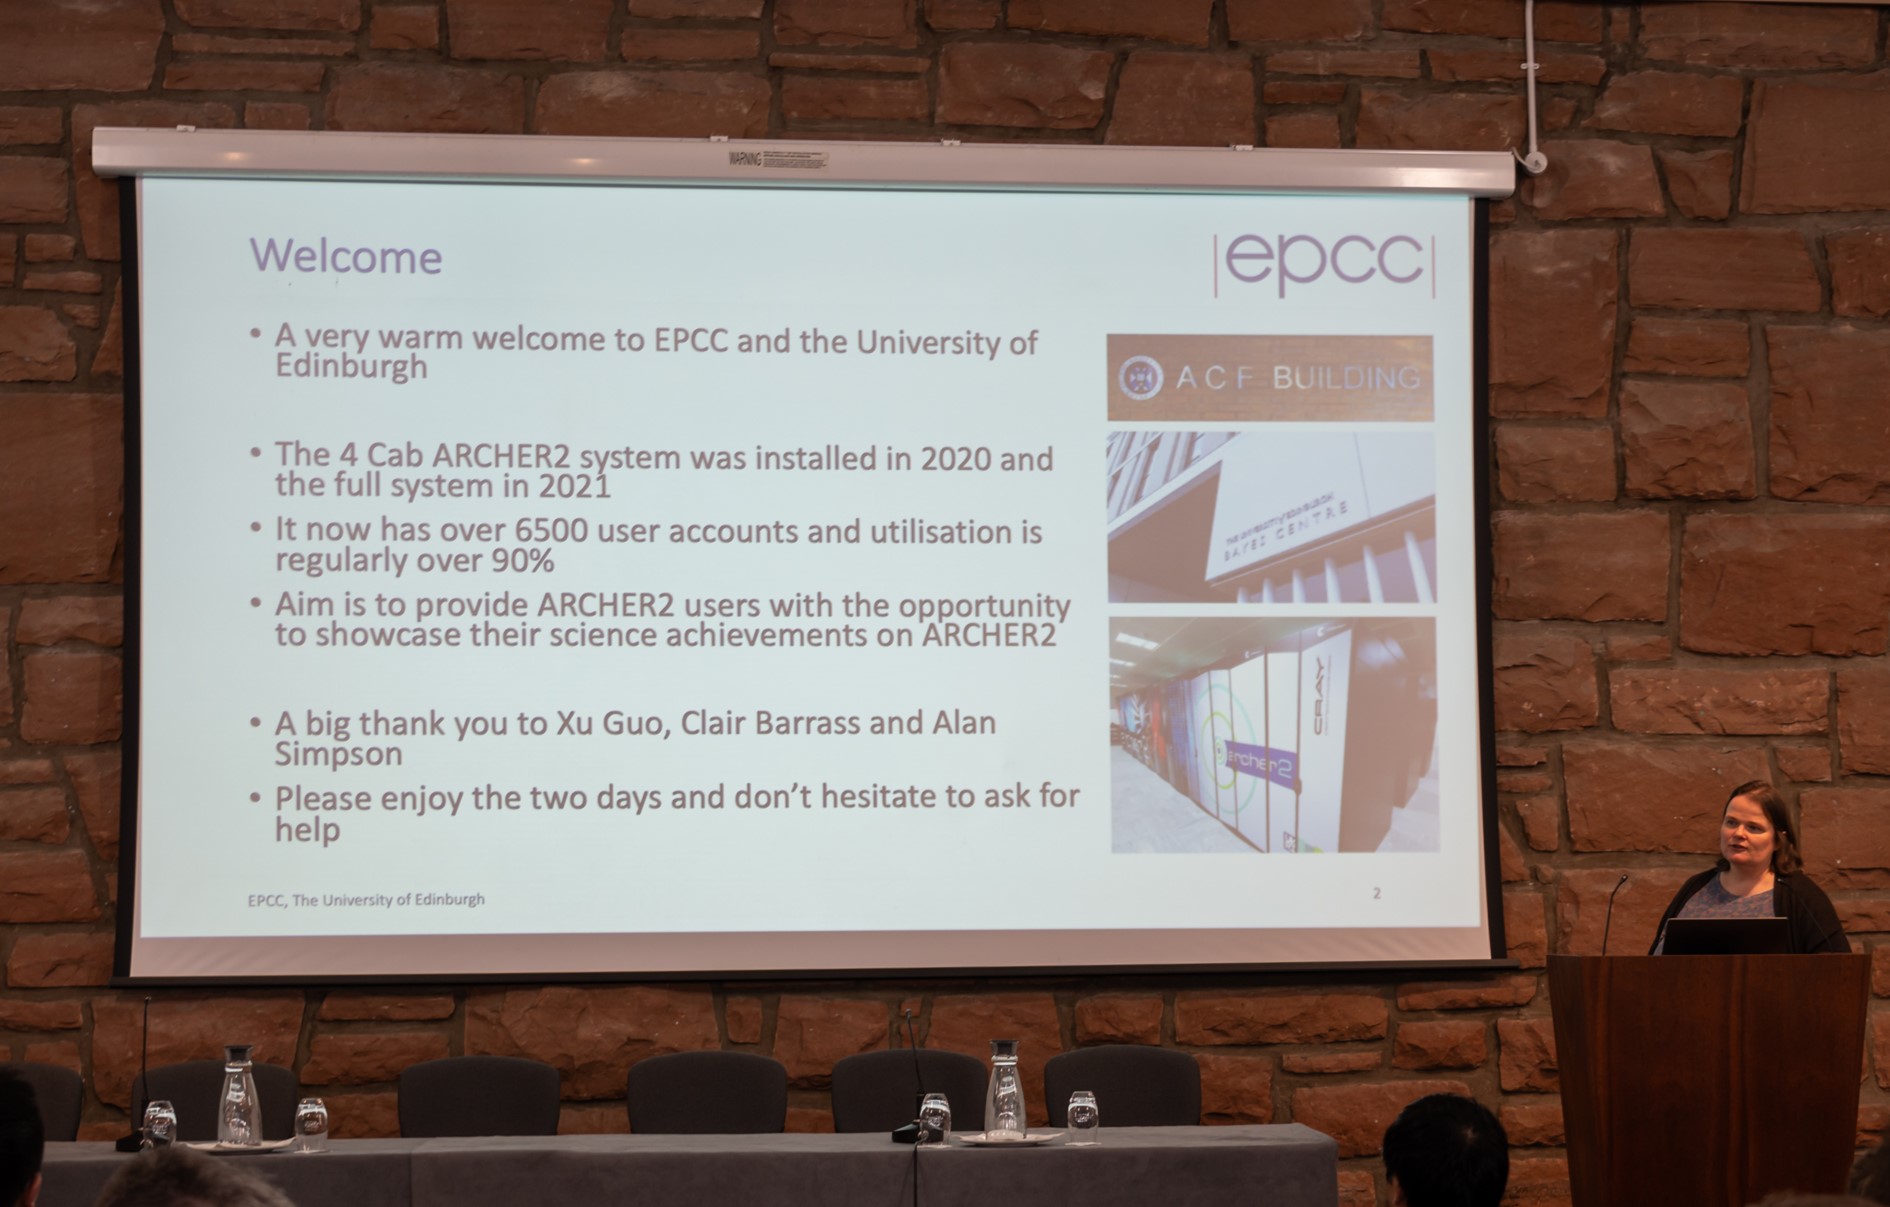 WARNING
Welcome
|epcc|
• A very warm welcome to EPCC and the University of
Edinburgh
• The 4 Cab ARCHER2 system was installed in 2020 and
the full system in 2021
• It now has over 6500 user accounts and utilisation is
regularly over 90%
• Aim is to provide ARCHER2 users with the opportunity
to showcase their science achievements on ARCHER2
• A big thank you to Xu Guo, Clair Barrass and Alan
Simpson
• Please enjoy the two days and don't hesitate to ask for
help
ACF BUILDING
THE UNIVERSITY OF EDINBURGH
BAYES CENTRE
CRAY
archer2
EPCC, The University of Edinburgh
2